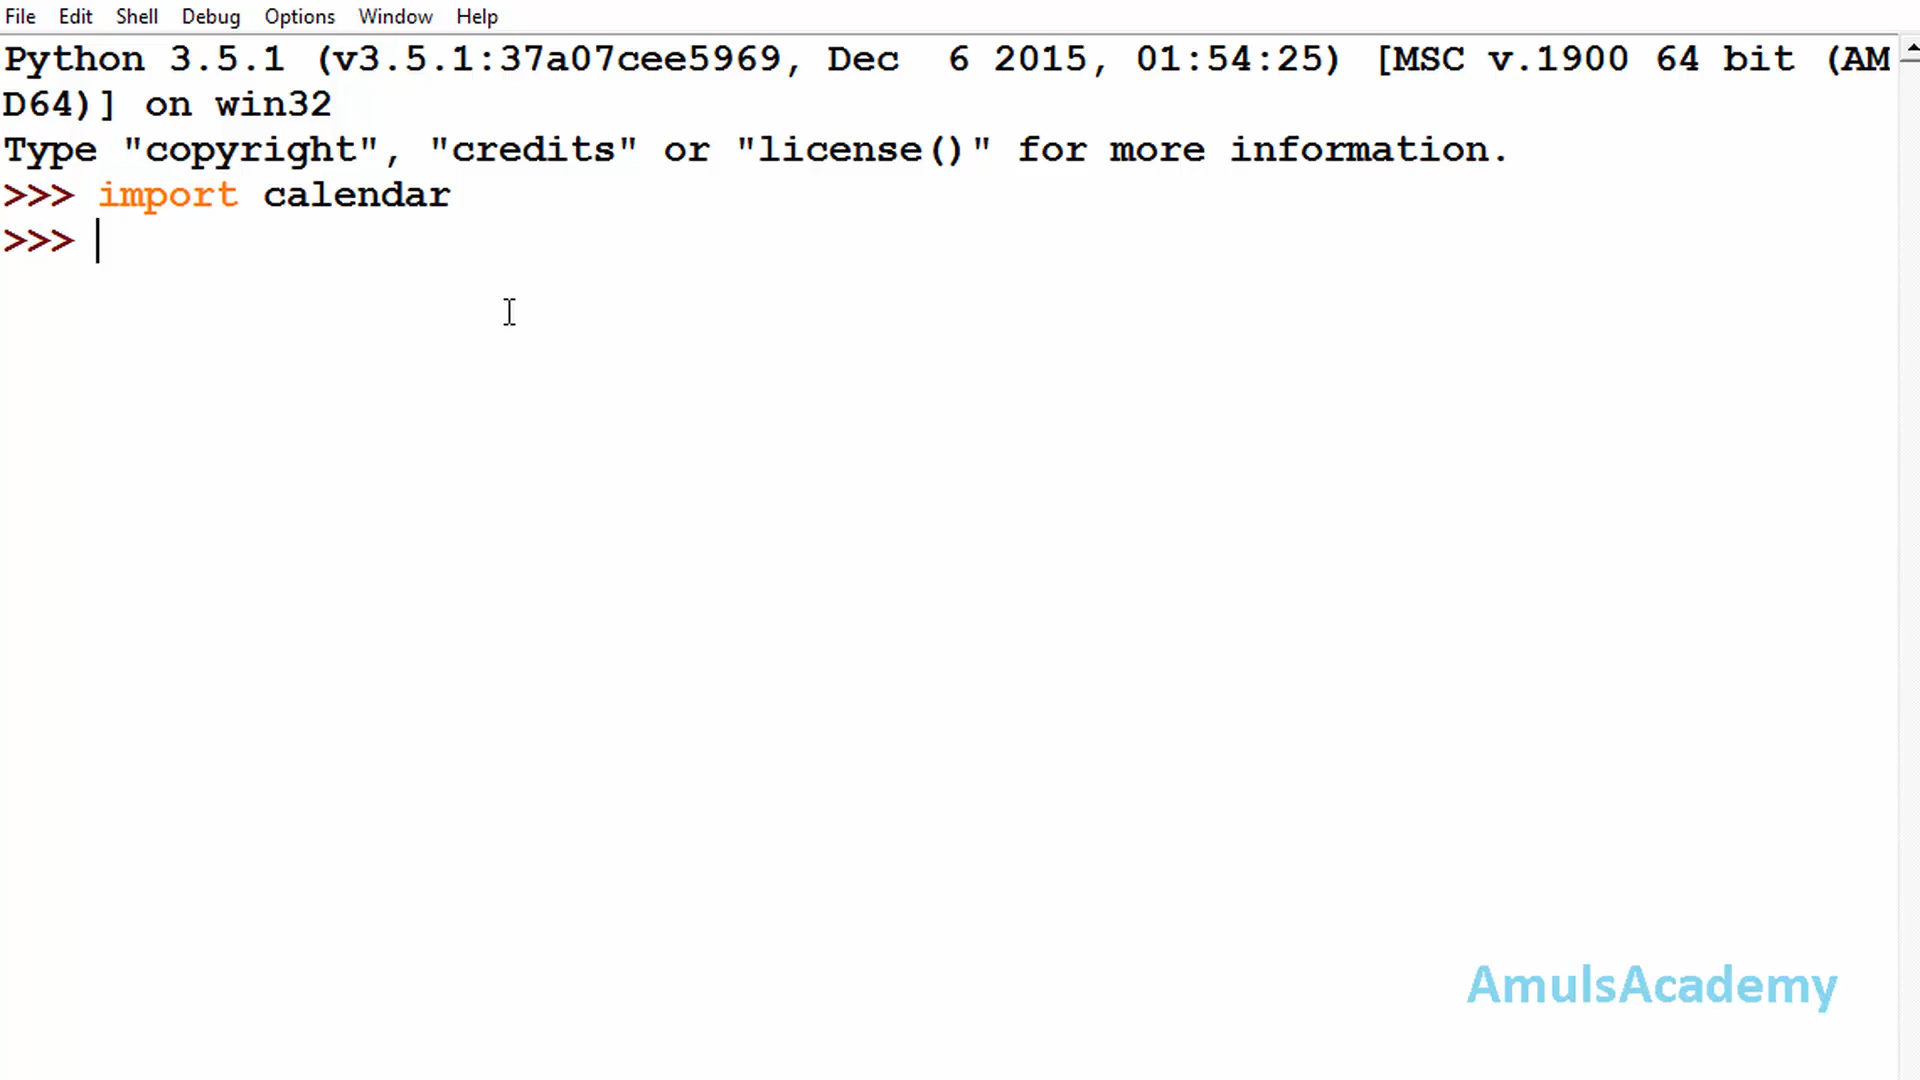 File Edit Shell Debug Options Window Help
Python 3.5.1 (v3.5.1:37a07cee5969, Dec  6 2015, 01:54:25) [MSC v.1900 64 bit (AM
D64)] on win32
Type "copyright", "credits" or "license()" for more information.
>>> import calendar
>>>
AmulsAcademy